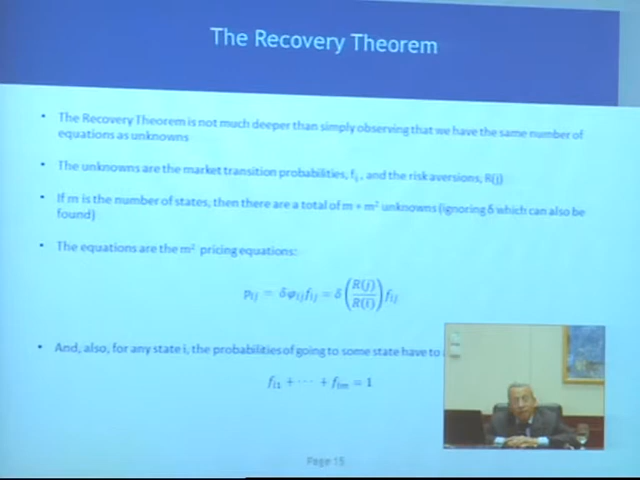 The Recovery Theorem
• The Recovery Theorem is not much deeper than simply observing that we have the same number of
equations as unknowns
• The unknowns are the market transition probabilities, fᵢⱼ, and the risk aversions, R(j)
• If m is the number of states, then there are a total of m + m² unknowns (ignoring δ which can also be
found)
• The equations are the m² pricing equations:
pᵢⱼ = δφᵢⱼfᵢⱼ = δ(R(j)/R(i))fᵢⱼ
• And, also, for any state i, the probabilities of going to some state have to
fᵢ₁ + ··· + fᵢₘ = 1
Page 15